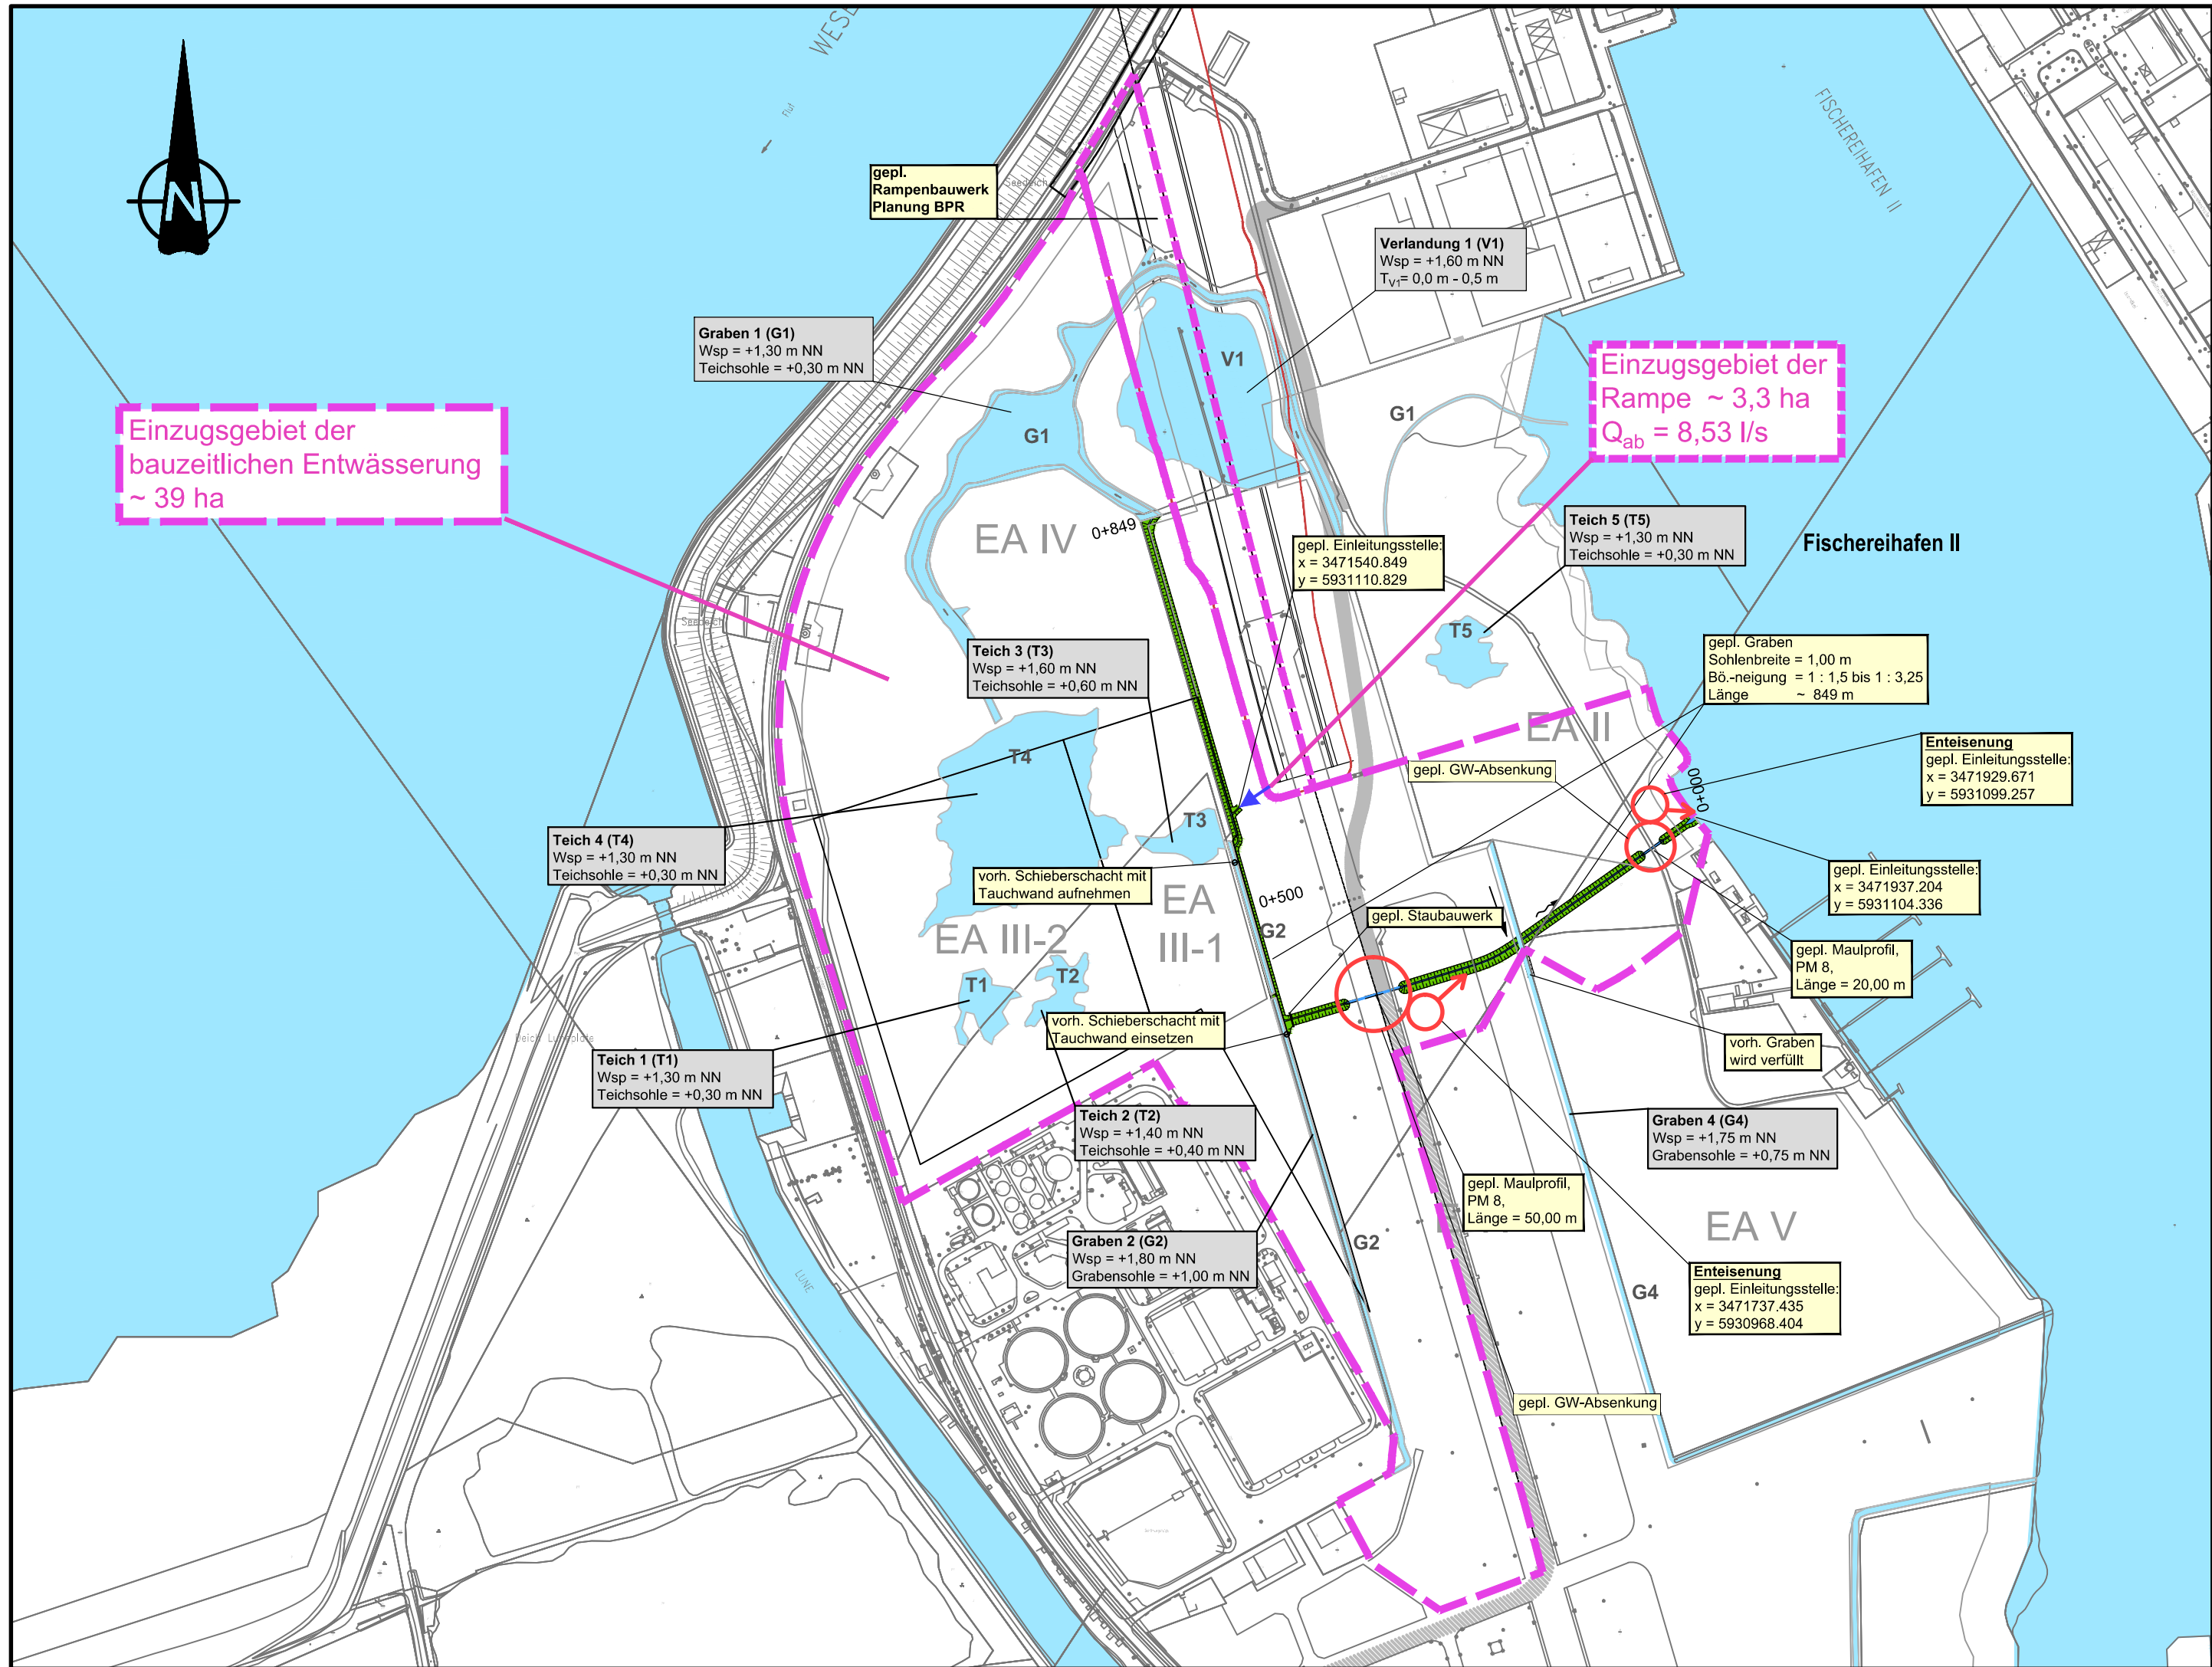 WESE
Flut
FISCHEREIHAFEN II
N
gepl.
Rampenbauwerk
Planung BPR
Seedeich
Verlandung 1 (V1)
Wsp = +1,60 m NN
TV1= 0,0 m - 0,5 m
Graben 1 (G1)
Wsp = +1,30 m NN
Teichsohle = +0,30 m NN
V1
Einzugsgebiet der
Rampe ~ 3,3 ha
Qab = 8,53 l/s
Einzugsgebiet der
bauzeitlichen Entwässerung
~ 39 ha
G1
G1
EA IV
0+849
gepl. Einleitungsstelle:
x = 3471540.849
y = 5931110.829
Teich 5 (T5)
Wsp = +1,30 m NN
Teichsohle = +0,30 m NN
Fischereihafen II
Seedeich
T5
Teich 3 (T3)
Wsp = +1,60 m NN
Teichsohle = +0,60 m NN
gepl. Graben
Sohlenbreite = 1,00 m
Bö.-neigung = 1 : 1,5 bis 1 : 3,25
Länge ~ 849 m
EA II
T4
gepl. GW-Absenkung
Enteisenung
gepl. Einleitungsstelle:
x = 3471929.671
y = 5931099.257
0+000
T3
Teich 4 (T4)
Wsp = +1,30 m NN
Teichsohle = +0,30 m NN
vorh. Schieberschacht mit
Tauchwand aufnehmen
gepl. Einleitungsstelle:
x = 3471937.204
y = 5931104.336
0+500
EA
III-1
gepl. Staubauwerk
G2
EA III-2
gepl. Maulprofil,
PM 8,
Länge = 20,00 m
T1
T2
vorh. Schieberschacht mit
Tauchwand einsetzen
Deich Luneplate
vorh. Graben
wird verfüllt
Teich 1 (T1)
Wsp = +1,30 m NN
Teichsohle = +0,30 m NN
Teich 2 (T2)
Wsp = +1,40 m NN
Teichsohle = +0,40 m NN
Graben 4 (G4)
Wsp = +1,75 m NN
Grabensohle = +0,75 m NN
gepl. Maulprofil,
PM 8,
Länge = 50,00 m
EA V
Graben 2 (G2)
Wsp = +1,80 m NN
Grabensohle = +1,00 m NN
G2
LUNE
Enteisenung
gepl. Einleitungsstelle:
x = 3471737.435
y = 5930968.404
G4
gepl. GW-Absenkung